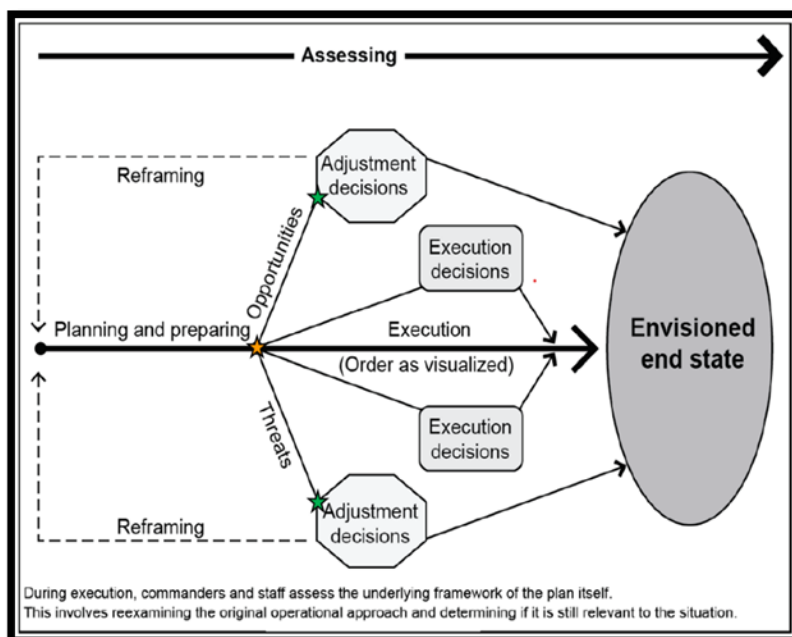 Assessing
Reframing
Adjustment
decisions
Opportunities
Execution
decisions
Planning and preparing
Execution
(Order as visualized)
Envisioned
end state
Threats
Execution
decisions
Reframing
Adjustment
decisions
During execution, commanders and staff assess the underlying framework of the plan itself.
This involves reexamining the original operational approach and determining if it is still relevant to the situation.